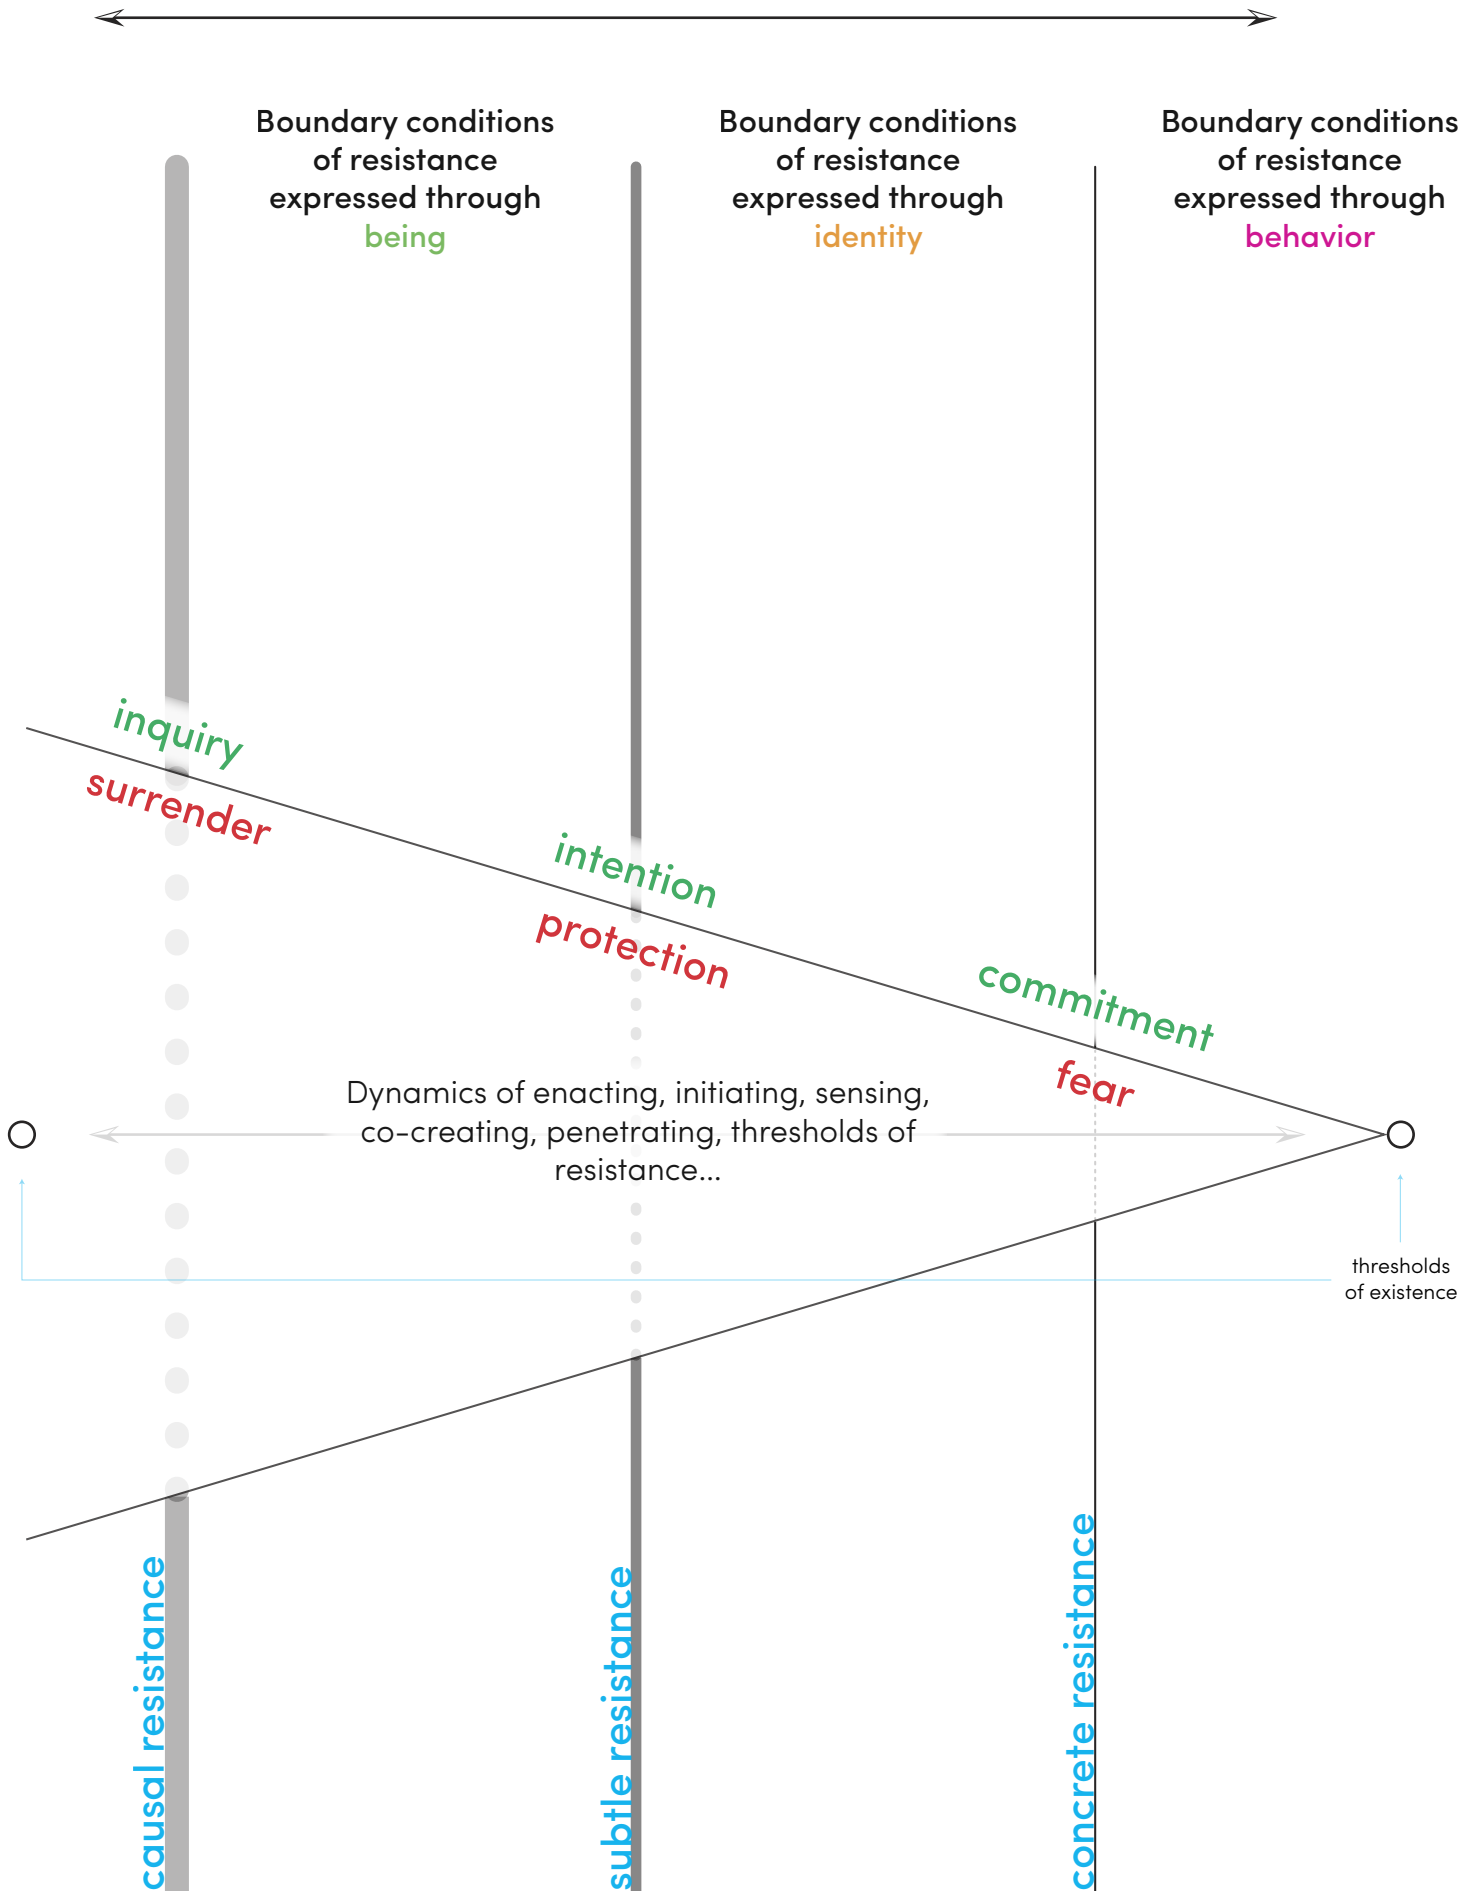 Boundary conditions
of resistance
expressed through
being
Boundary conditions
of resistance
expressed through
identity
Boundary conditions
of resistance
expressed through
behavior
inquiry
surrender
intention
protection
commitment
fear
Dynamics of enacting, initiating, sensing,
co-creating, penetrating, thresholds of
resistance...
thresholds
of existence
causal resistance
subtle resistance
concrete resistance